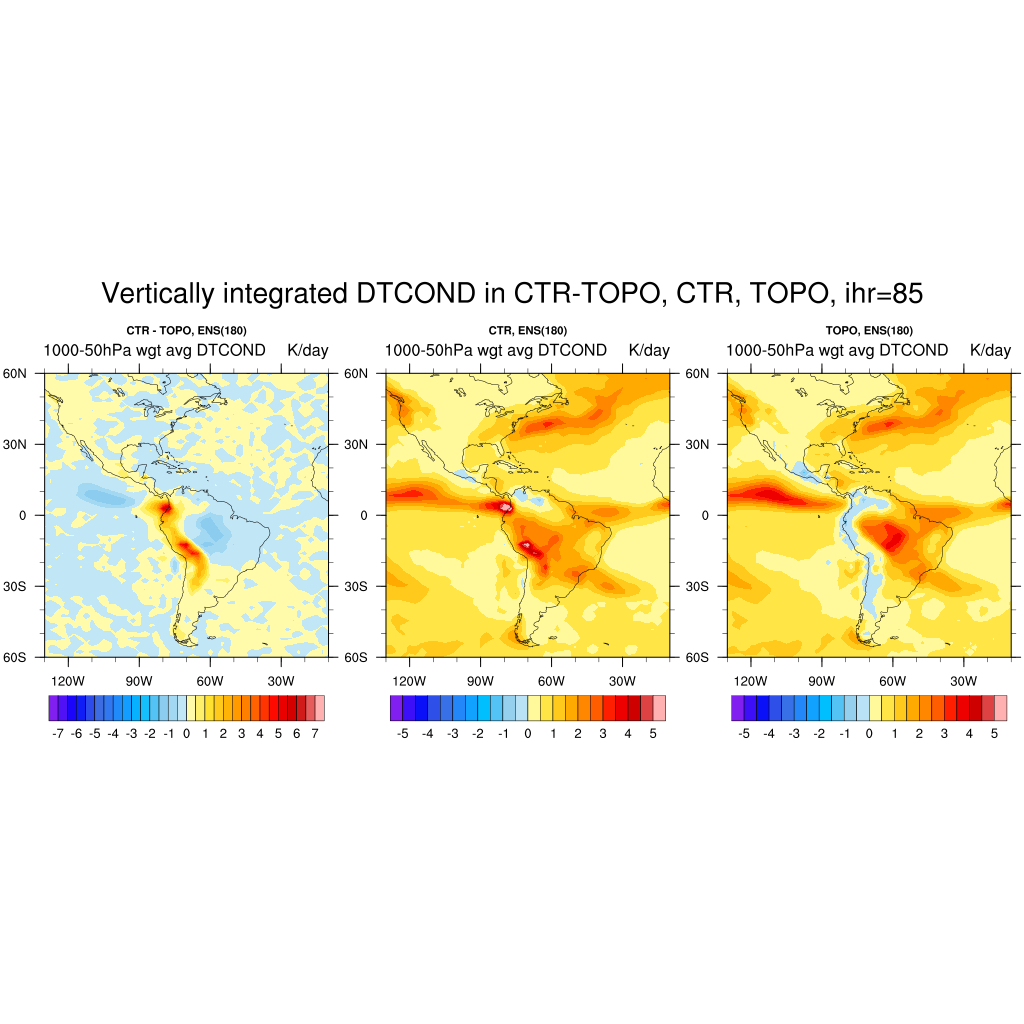 Vertically integrated DTCOND in CTR-TOPO, CTR, TOPO, ihr=85
CTR - TOPO, ENS(180)
1000-50hPa wgt avg DTCOND K/day
60N
30N
0
30S
60S
120W 90W 60W 30W
-7 -6 -5 -4 -3 -2 -1 0 1 2 3 4 5 6 7
CTR, ENS(180)
1000-50hPa wgt avg DTCOND K/day
60N
30N
0
30S
60S
120W 90W 60W 30W
-5 -4 -3 -2 -1 0 1 2 3 4 5
TOPO, ENS(180)
1000-50hPa wgt avg DTCOND K/day
60N
30N
0
30S
60S
120W 90W 60W 30W
-5 -4 -3 -2 -1 0 1 2 3 4 5